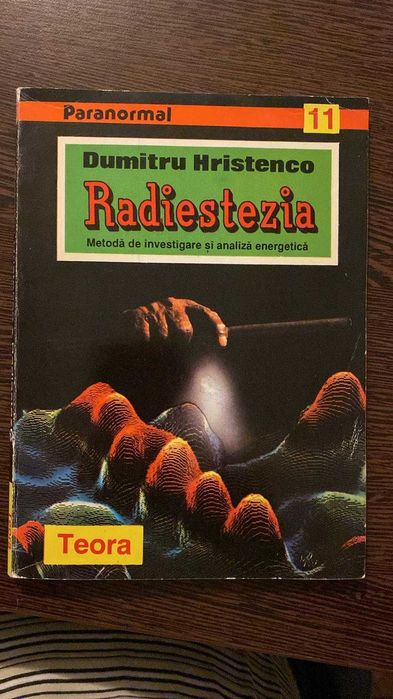 Paranormal
11
Dumitru Hristenco
Radiestezia
Metodă de investigare și analiză energetică
Teora